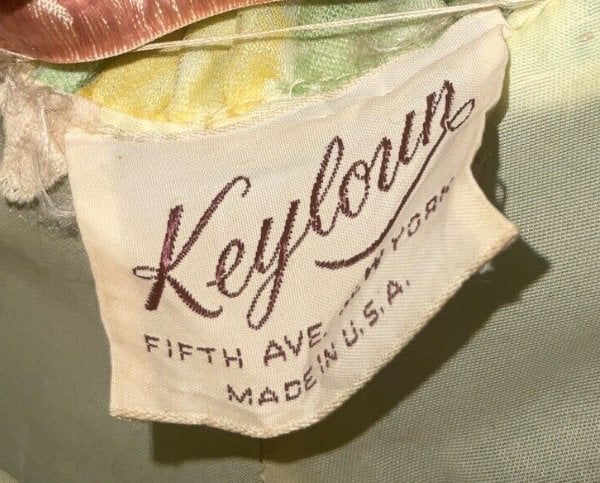 Keyloun
FIFTH AVE. NEW YORK
MADE IN U.S.A.